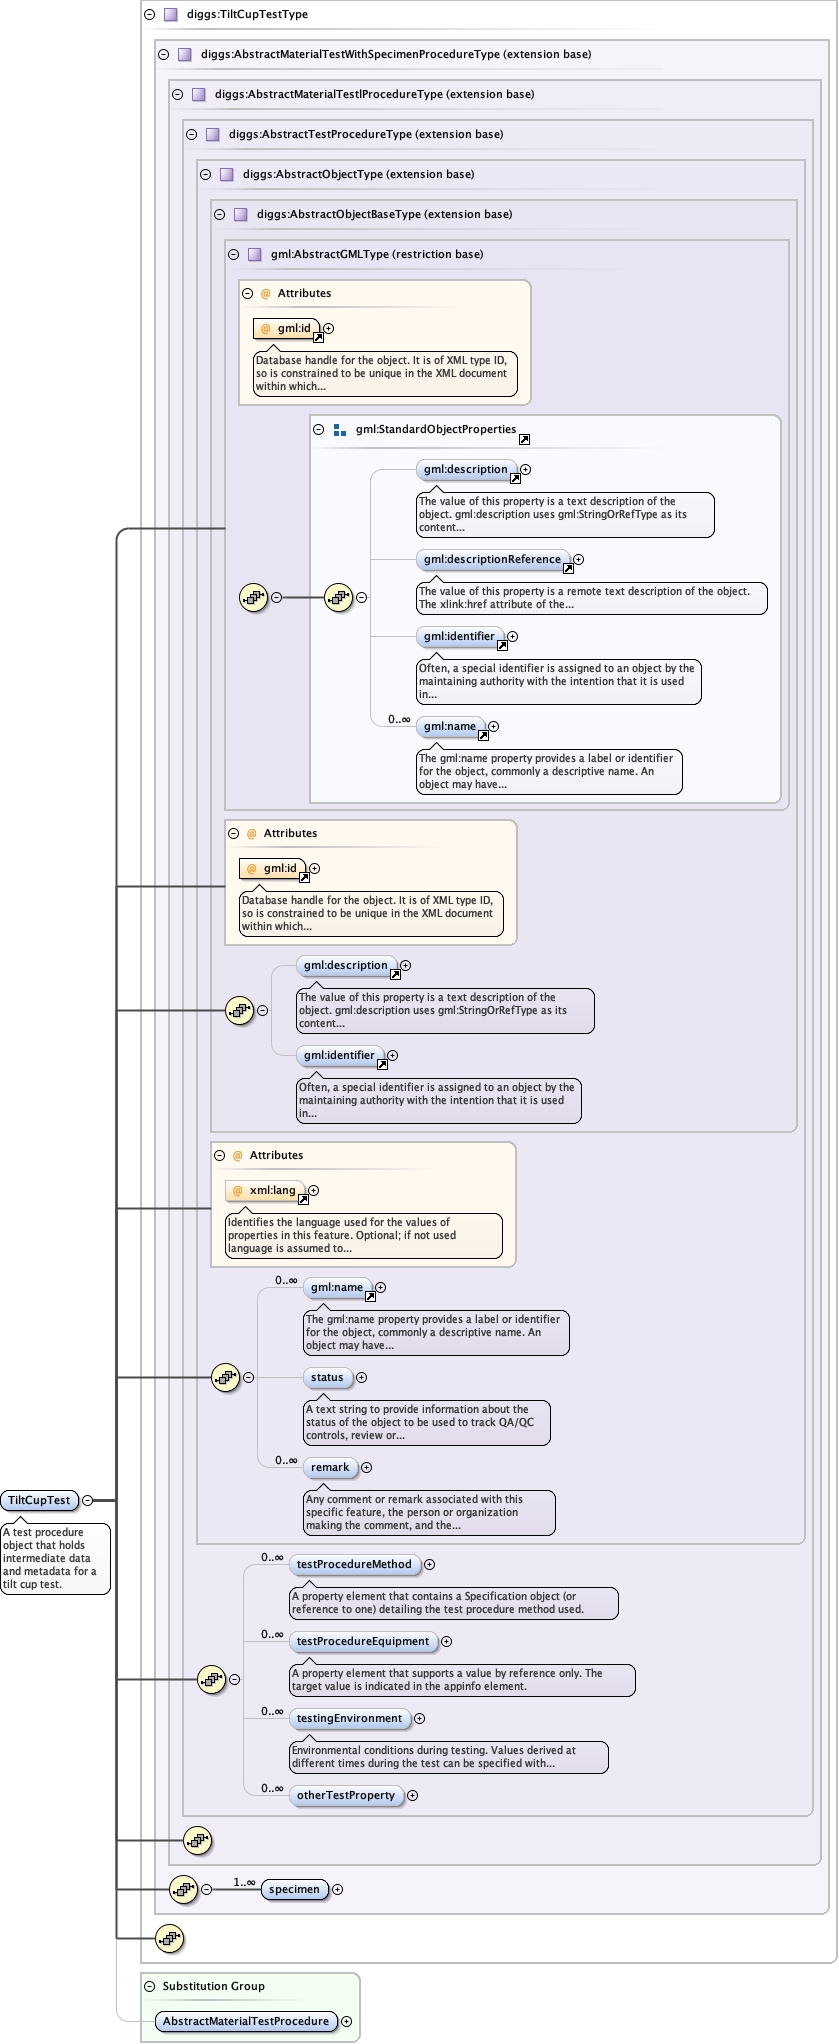 diggs:TiltCupTestType
diggs:AbstractMaterialTestWithSpecimenProcedureType (extension base)
diggs:AbstractMaterialTestlProcedureType (extension base)
diggs:AbstractTestProcedureType (extension base)
diggs:AbstractObjectType (extension base)
diggs:AbstractObjectBaseType (extension base)
gml:AbstractGMLType (restriction base)
@ Attributes
@ gml:id
Database handle for the object. It is of XML type ID,
so is constrained to be unique in the XML document
within which...
gml:StandardObjectProperties
gml:description
The value of this property is a text description of the
object. gml:description uses gml:StringOrRefType as its
content...
gml:descriptionReference
The value of this property is a remote text description of the object.
The xlink:href attribute of the...
gml:identifier
Often, a special identifier is assigned to an object by the
maintaining authority with the intention that it is used
in...
0..∞
gml:name
The gml:name property provides a label or identifier
for the object, commonly a descriptive name. An
object may have...
@ Attributes
@ gml:id
Database handle for the object. It is of XML type ID,
so is constrained to be unique in the XML document
within which...
gml:description
The value of this property is a text description of the
object. gml:description uses gml:StringOrRefType as its
content...
gml:identifier
Often, a special identifier is assigned to an object by the
maintaining authority with the intention that it is used
in...
@ Attributes
@ xml:lang
Identifies the language used for the values of
properties in this feature. Optional; if not used
language is assumed to...
0..∞
gml:name
The gml:name property provides a label or identifier
for the object, commonly a descriptive name. An
object may have...
status
A text string to provide information about the
status of the object to be used to track QA/QC
controls, review or...
0..∞
remark
Any comment or remark associated with this
specific feature, the person or organization
making the comment, and the...
TiltCupTest
A test procedure
object that holds
intermediate data
and metadata for a
tilt cup test.
0..∞
testProcedureMethod
A property element that contains a Specification object (or
reference to one) detailing the test procedure method used.
0..∞
testProcedureEquipment
A property element that supports a value by reference only. The
target value is indicated in the appinfo element.
0..∞
testingEnvironment
Environmental conditions during testing. Values derived at
different times during the test can be specified with...
0..∞
otherTestProperty
1..∞
specimen
Substitution Group
AbstractMaterialTestProcedure